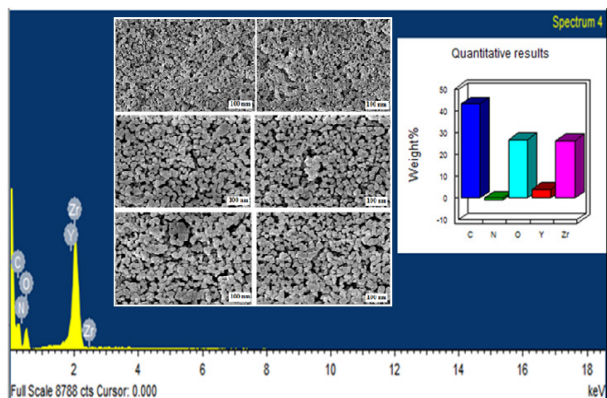 Spectrum 4
Quantitative results
Weight%
50
40
30
20
10
0
-10
C N O Y Zr
100 nm 100 nm
100 nm 100 nm
100 nm 100 nm
Zr
Y
C
O
N
Zr
2 4 6 8 10 12 14 16 18
Full Scale 8788 cts Cursor: 0.000 keV